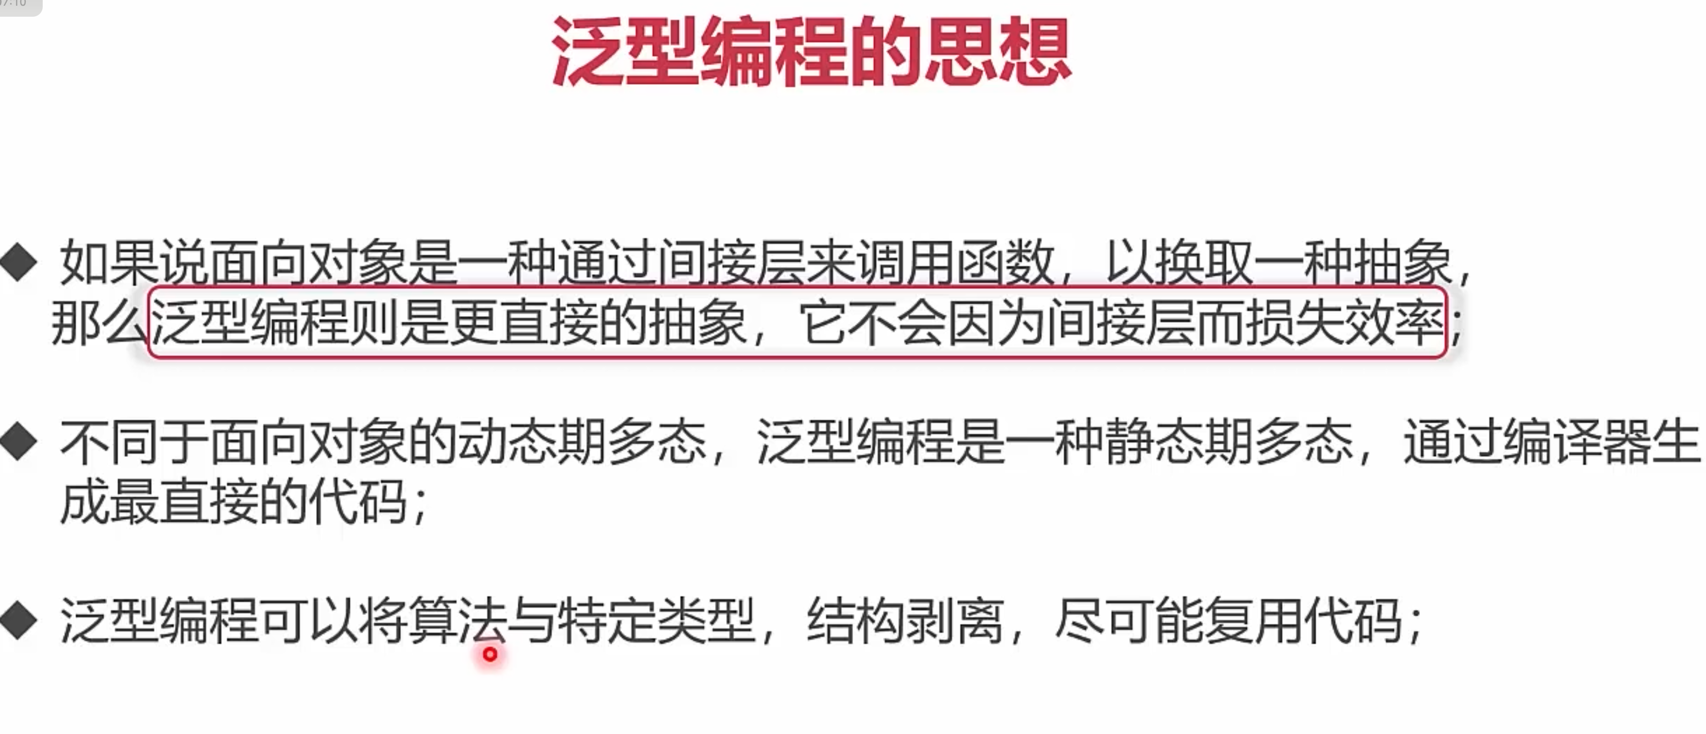 07:10
泛型编程的思想
如果说面向对象是一种通过间接层来调用函数，以换取一种抽象，
那么泛型编程则是更直接的抽象，它不会因为间接层而损失效率；
不同于面向对象的动态期多态，泛型编程是一种静态期多态，通过编译器生
成最直接的代码；
泛型编程可以将算法与特定类型，结构剥离，尽可能复用代码；